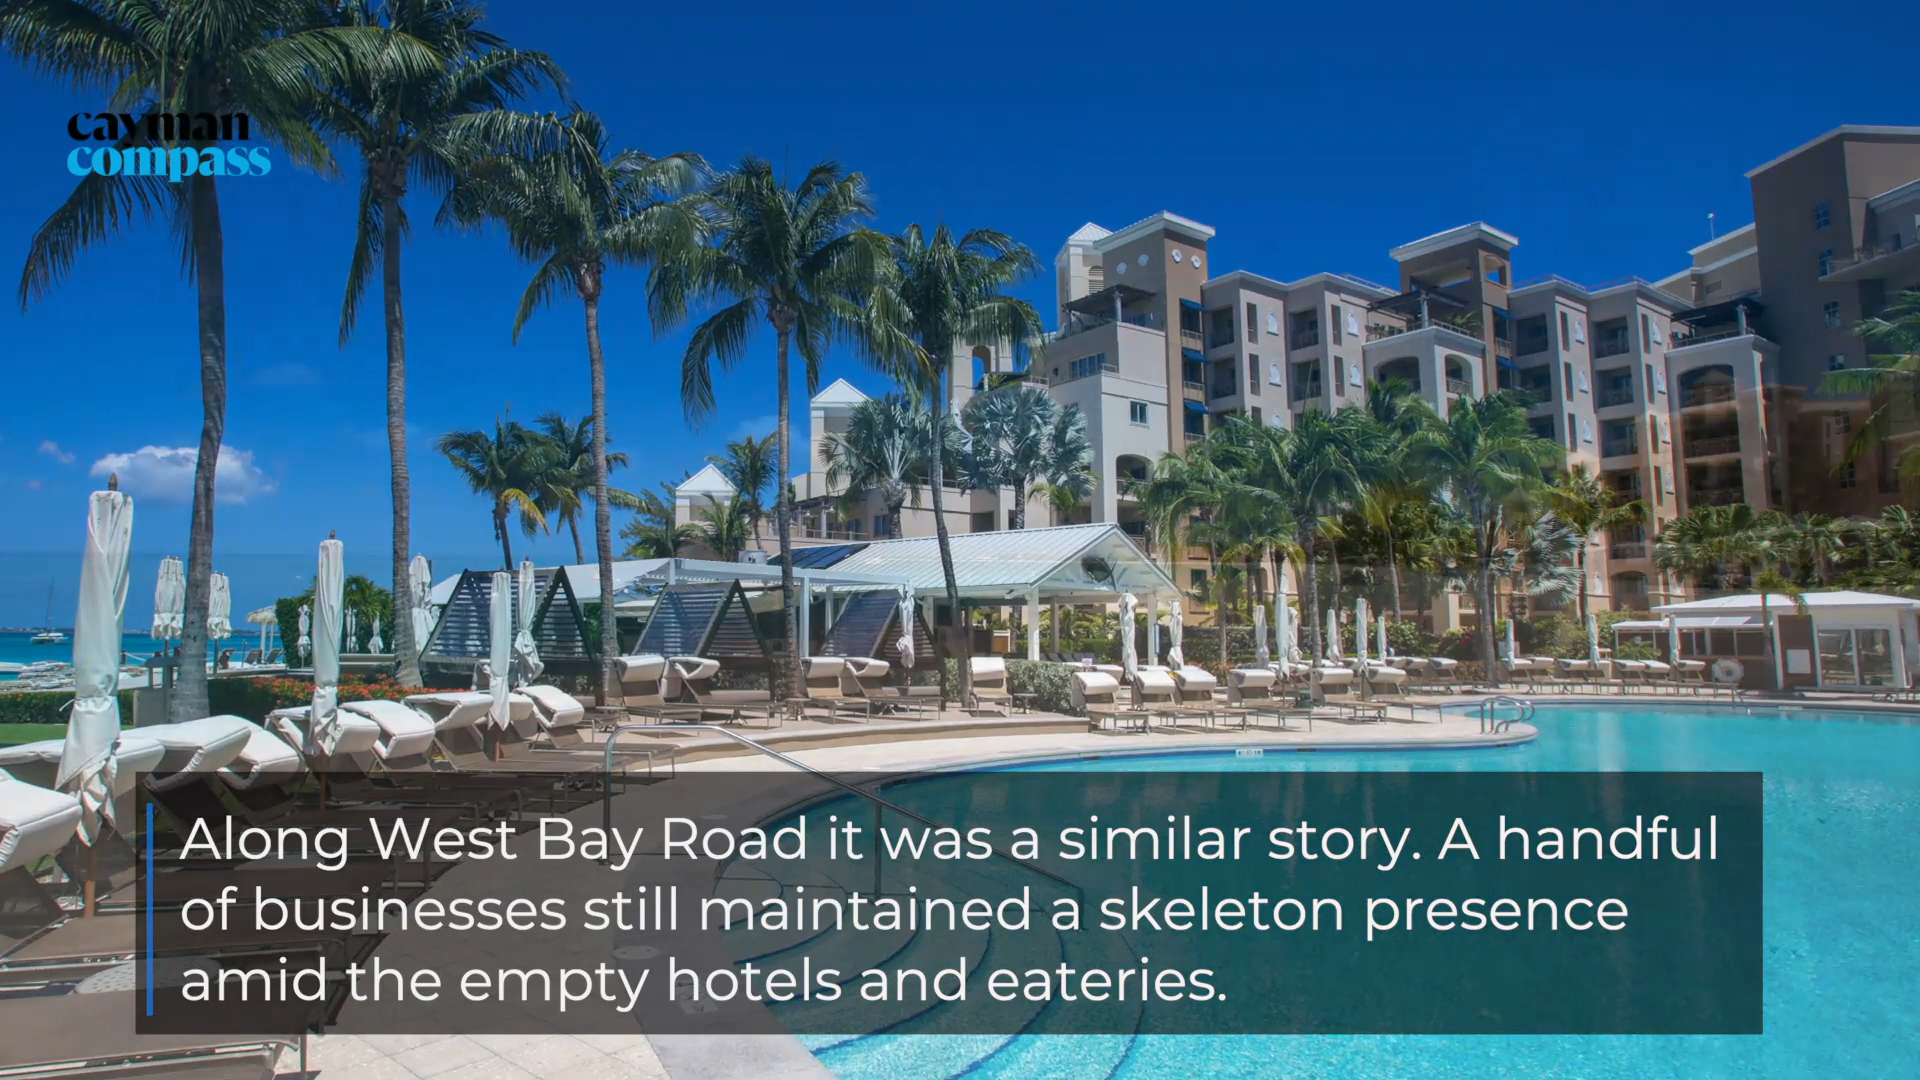 cayman
compass
Along West Bay Road it was a similar story. A handful
of businesses still maintained a skeleton presence
amid the empty hotels and eateries.